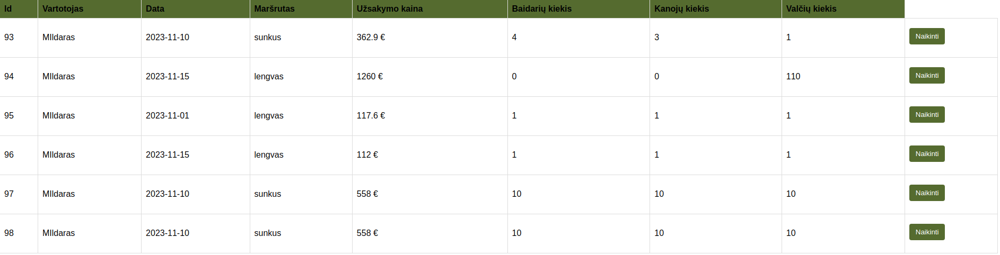 Id Vartotojas Data Maršrutas Užsakymo kaina Baidarių kiekis Kanojų kiekis Valčių kiekis
93 MIldaras 2023-11-10 sunkus 362.9 € 4 3 1 Naikinti
94 MIldaras 2023-11-15 lengvas 1260 € 0 0 110 Naikinti
95 MIldaras 2023-11-01 lengvas 117.6 € 1 1 1 Naikinti
96 MIldaras 2023-11-15 lengvas 112 € 1 1 1 Naikinti
97 MIldaras 2023-11-10 sunkus 558 € 10 10 10 Naikinti
98 MIldaras 2023-11-10 sunkus 558 € 10 10 10 Naikinti